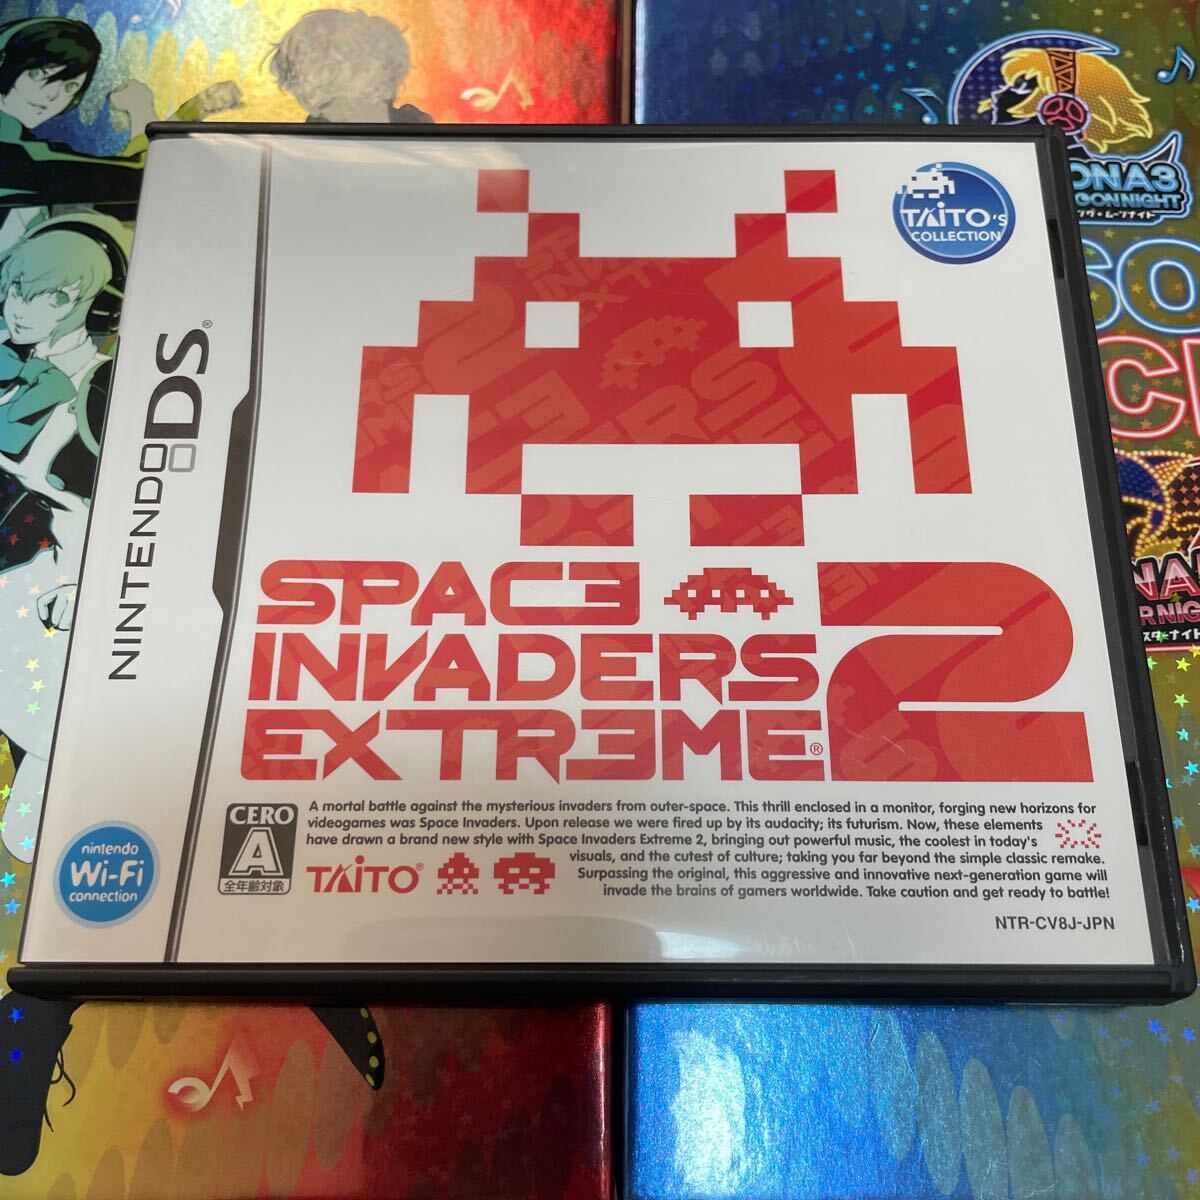 NINTENDO DS®
TAITO's
COLLECTION
SPACE
INVADERS
EXTREME®
2
CERO
A
全年齢対象
TAITO®
A mortal battle against the mysterious invaders from outer-space. This thrill enclosed in a monitor, forging new horizons for
videogames was Space Invaders. Upon release we were fired up by its audacity; its futurism. Now, these elements
have drawn a brand new style with Space Invaders Extreme 2, bringing out powerful music, the coolest in today's
visuals, and the cutest of culture; taking you far beyond the simple classic remake.
Surpassing the original, this aggressive and innovative next-generation game will
invade the brains of gamers worldwide. Take caution and get ready to battle!
NTR-CV8J-JPN
nintendo
Wi-Fi
connection
ONA3